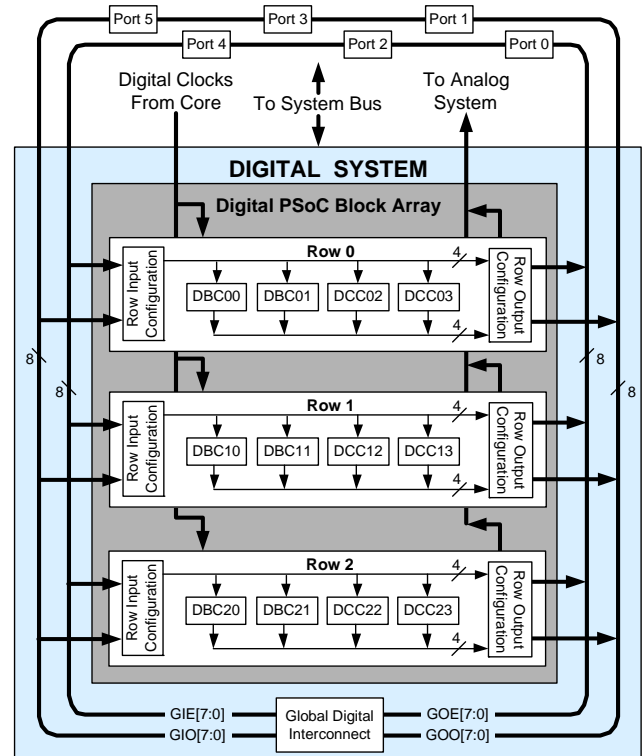 Port 5
Port 3
Port 1
Port 4
Port 2
Port 0
Digital Clocks
From Core
To System Bus
To Analog
System
DIGITAL SYSTEM
Digital PSoC Block Array
Row 0
4
Row Input
Configuration
DBC00
DBC01
DCC02
DCC03
4
Row Output
Configuration
8
8
8
8
Row 1
4
Row Input
Configuration
DBC10
DBC11
DCC12
DCC13
4
Row Output
Configuration
Row 2
4
Row Input
Configuration
DBC20
DBC21
DCC22
DCC23
4
Row Output
Configuration
GIE[7:0]
GIO[7:0]
Global Digital
Interconnect
GOE[7:0]
GOO[7:0]